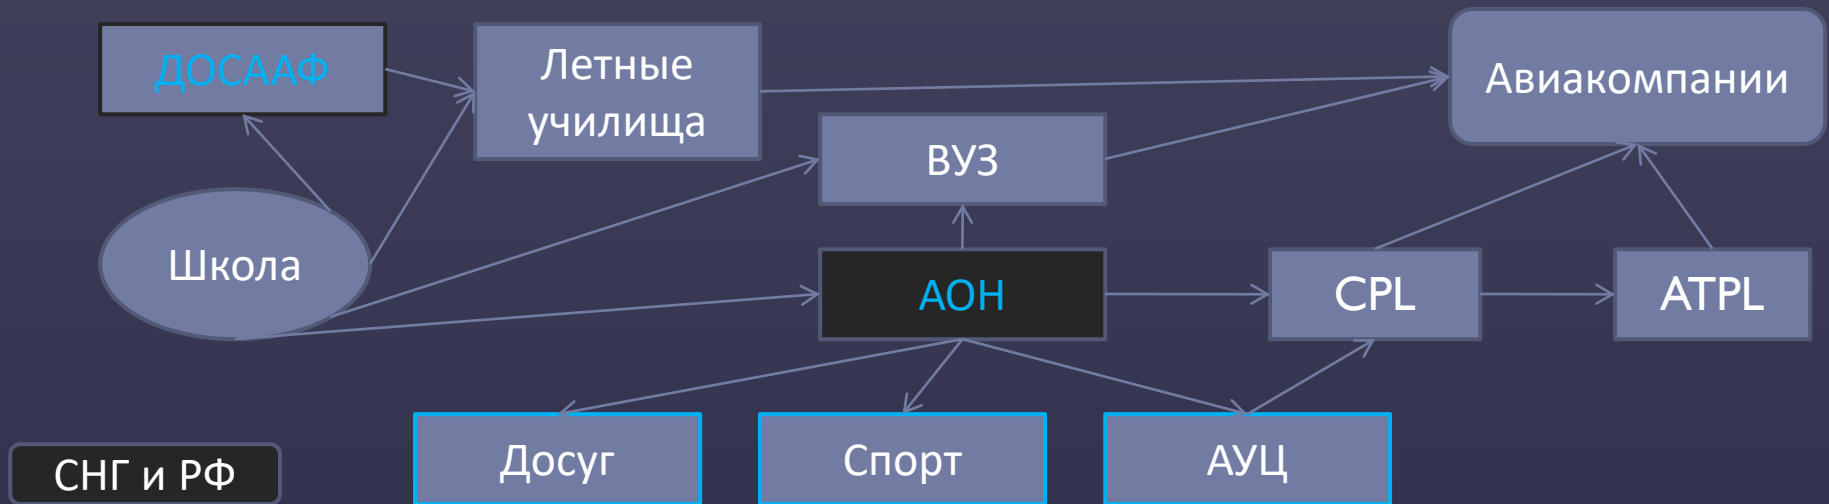 ДОСААФ
Летные
училища
Авиакомпании
ВУЗ
Школа
АОН
CPL
ATPL
Досуг
Спорт
АУЦ
СНГ и РФ